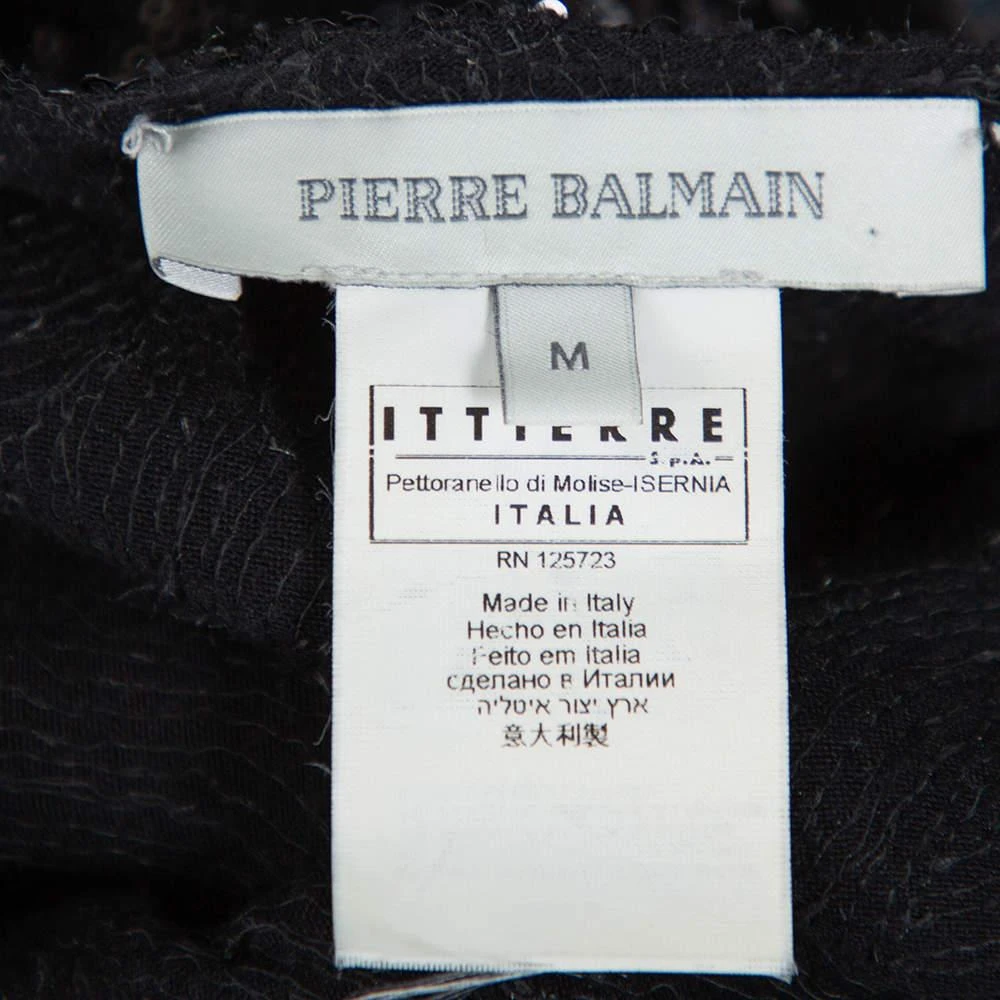 PIERRE BALMAIN
M
ITTIERRE
S.p.A.
Pettoranello di Molise-ISERNIA
ITALIA
RN 125723
Made in Italy
Hecho en Italia
Feito em Italia
сделано в Италии
ארץ יצור איטליה
意大利製